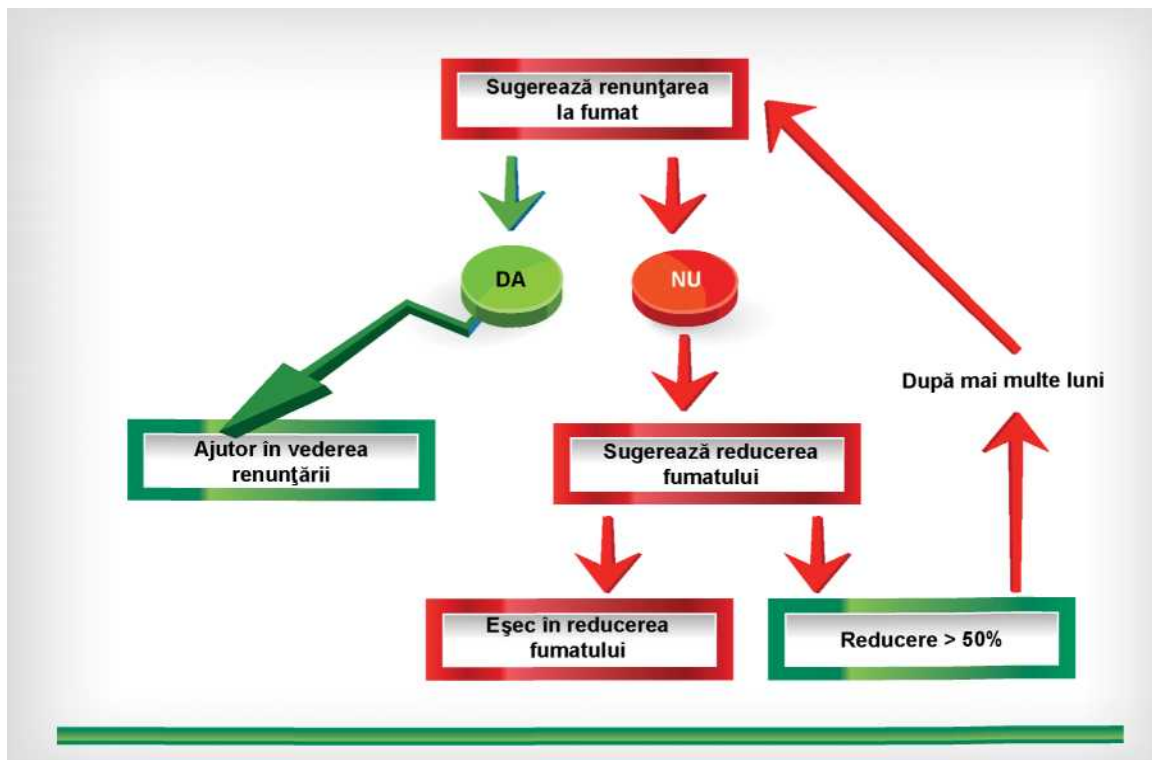 Sugerează renunţarea
la fumat
DA
NU
După mai multe luni
Ajutor în vederea
renunţării
Sugerează reducerea
fumatului
Eşec în reducerea
fumatului
Reducere > 50%